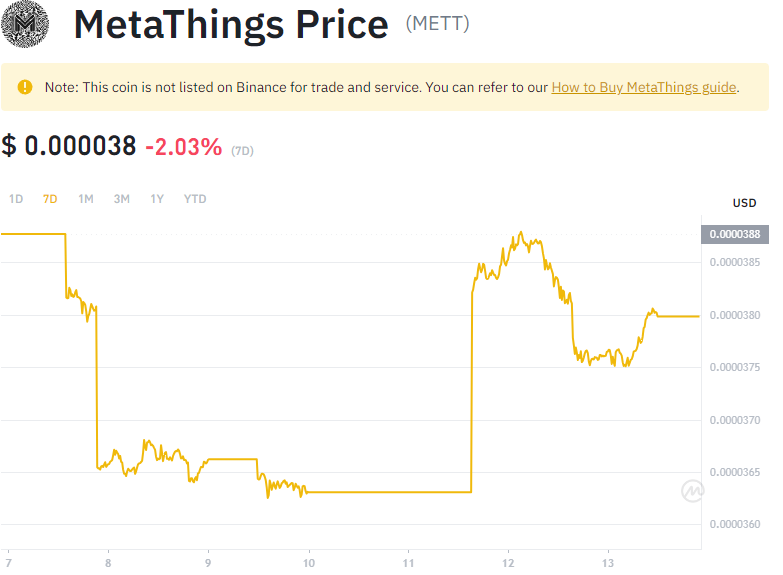 MetaThings Price (METT)
Note: This coin is not listed on Binance for trade and service. You can refer to our How to Buy MetaThings guide.
$ 0.000038 -2.03% (7D)
1D 7D 1M 3M 1Y YTD
USD
0.0000388
0.0000385
0.0000380
0.0000375
0.0000370
0.0000365
0.0000360
7 8 9 10 11 12 13